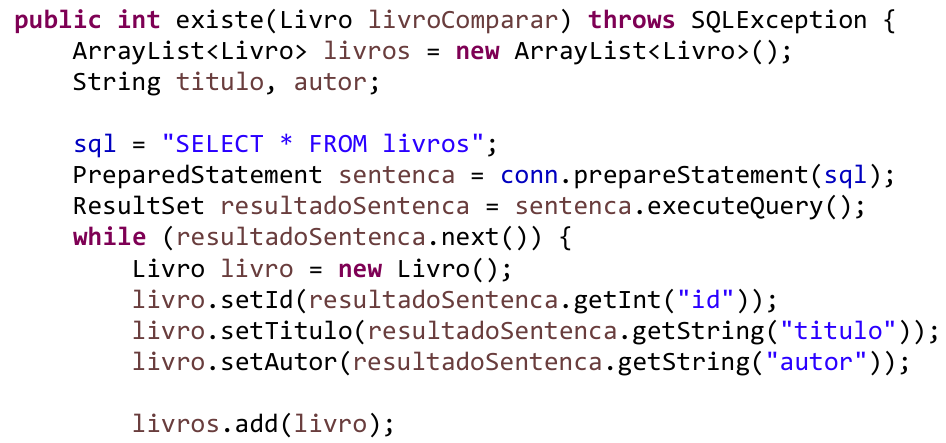 public int existe(Livro livroComparar) throws SQLException {
    ArrayList<Livro> livros = new ArrayList<Livro>();
    String titulo, autor;

    sql = "SELECT * FROM livros";
    PreparedStatement sentenca = conn.prepareStatement(sql);
    ResultSet resultadoSentenca = sentenca.executeQuery();
    while (resultadoSentenca.next()) {
        Livro livro = new Livro();
        livro.setId(resultadoSentenca.getInt("id"));
        livro.setTitulo(resultadoSentenca.getString("titulo"));
        livro.setAutor(resultadoSentenca.getString("autor"));

        livros.add(livro);